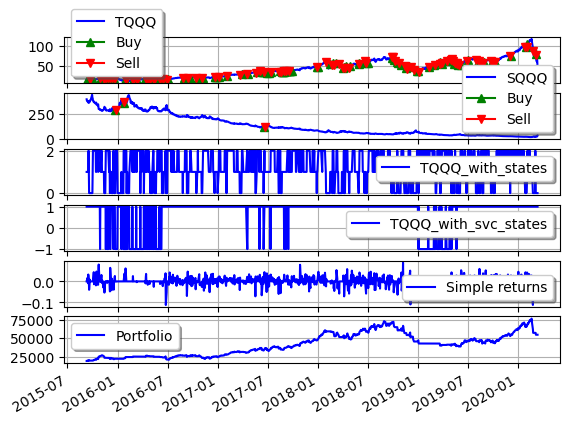 TQQQ
Buy
Sell
100
50
SQQQ
Buy
Sell
250
0
2
0
TQQQ_with_states
1
−1
TQQQ_with_svc_states
0.0
−0.1
Simple returns
75000
50000
25000
Portfolio
2015-07
2016-01
2016-07
2017-01
2017-07
2018-01
2018-07
2019-01
2019-07
2020-01